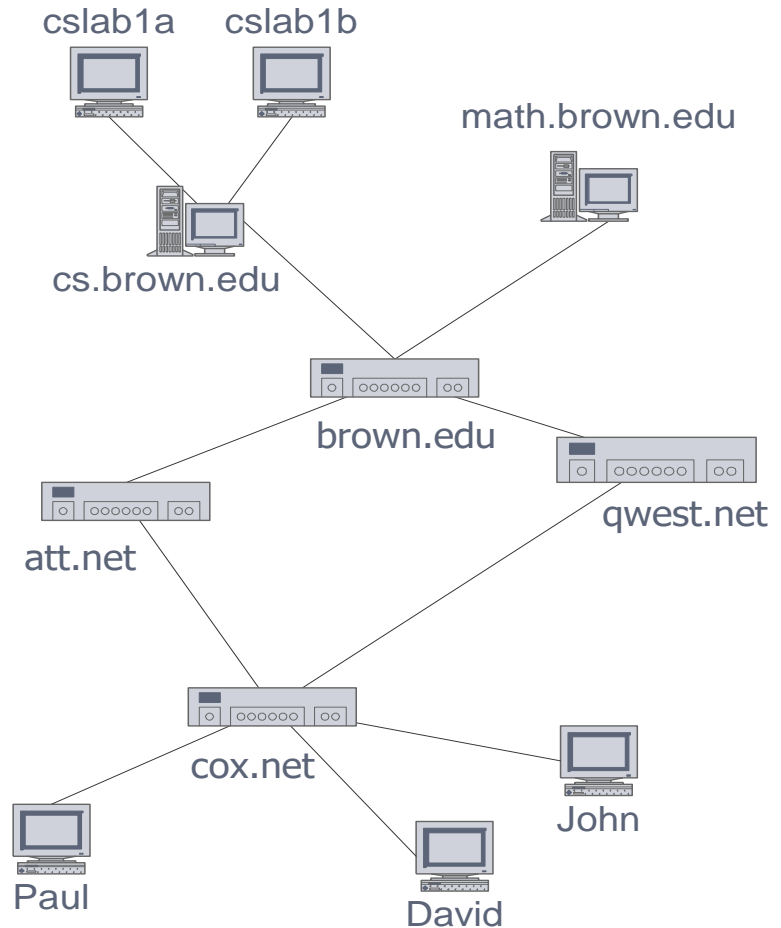 cslab1a
cslab1b
math.brown.edu
cs.brown.edu
brown.edu
qwest.net
att.net
cox.net
John
Paul
David